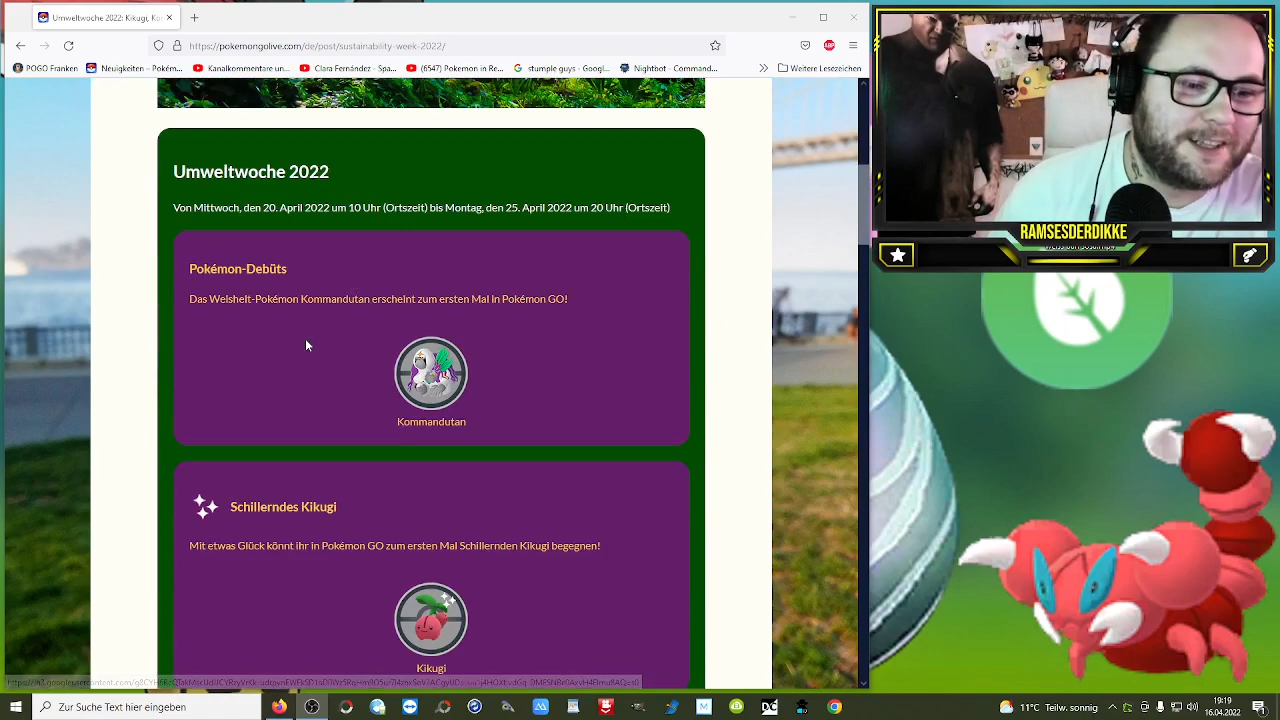 Umweltwoche 2022: Kikugi, Ko
https://pokemongolive.com/de/post/sustainability-week-2022/
POGO Franken
Neuigkeiten – Pokém...
Kanalkommentare un...
Clara Fernández - Spa...
(6547) Pokemon in Re...
stumple guys - Googl...
Nightbot - Command...
Weitere Lesezeichen
Umweltwoche 2022
Von Mittwoch, den 20. April 2022 um 10 Uhr (Ortszeit) bis Montag, den 25. April 2022 um 20 Uhr (Ortszeit)
Pokémon-Debüts
Das Weisheit-Pokémon Kommandutan erscheint zum ersten Mal in Pokémon GO!
Kommandutan
Schillerndes Kikugi
Mit etwas Glück könnt ihr in Pokémon GO zum ersten Mal Schillernden Kikugi begegnen!
Kikugi
RAMSESDERDIKKE
Zur Suche Text hier eingeben
11°C Teilw. sonnig
19:19
16.04.2022